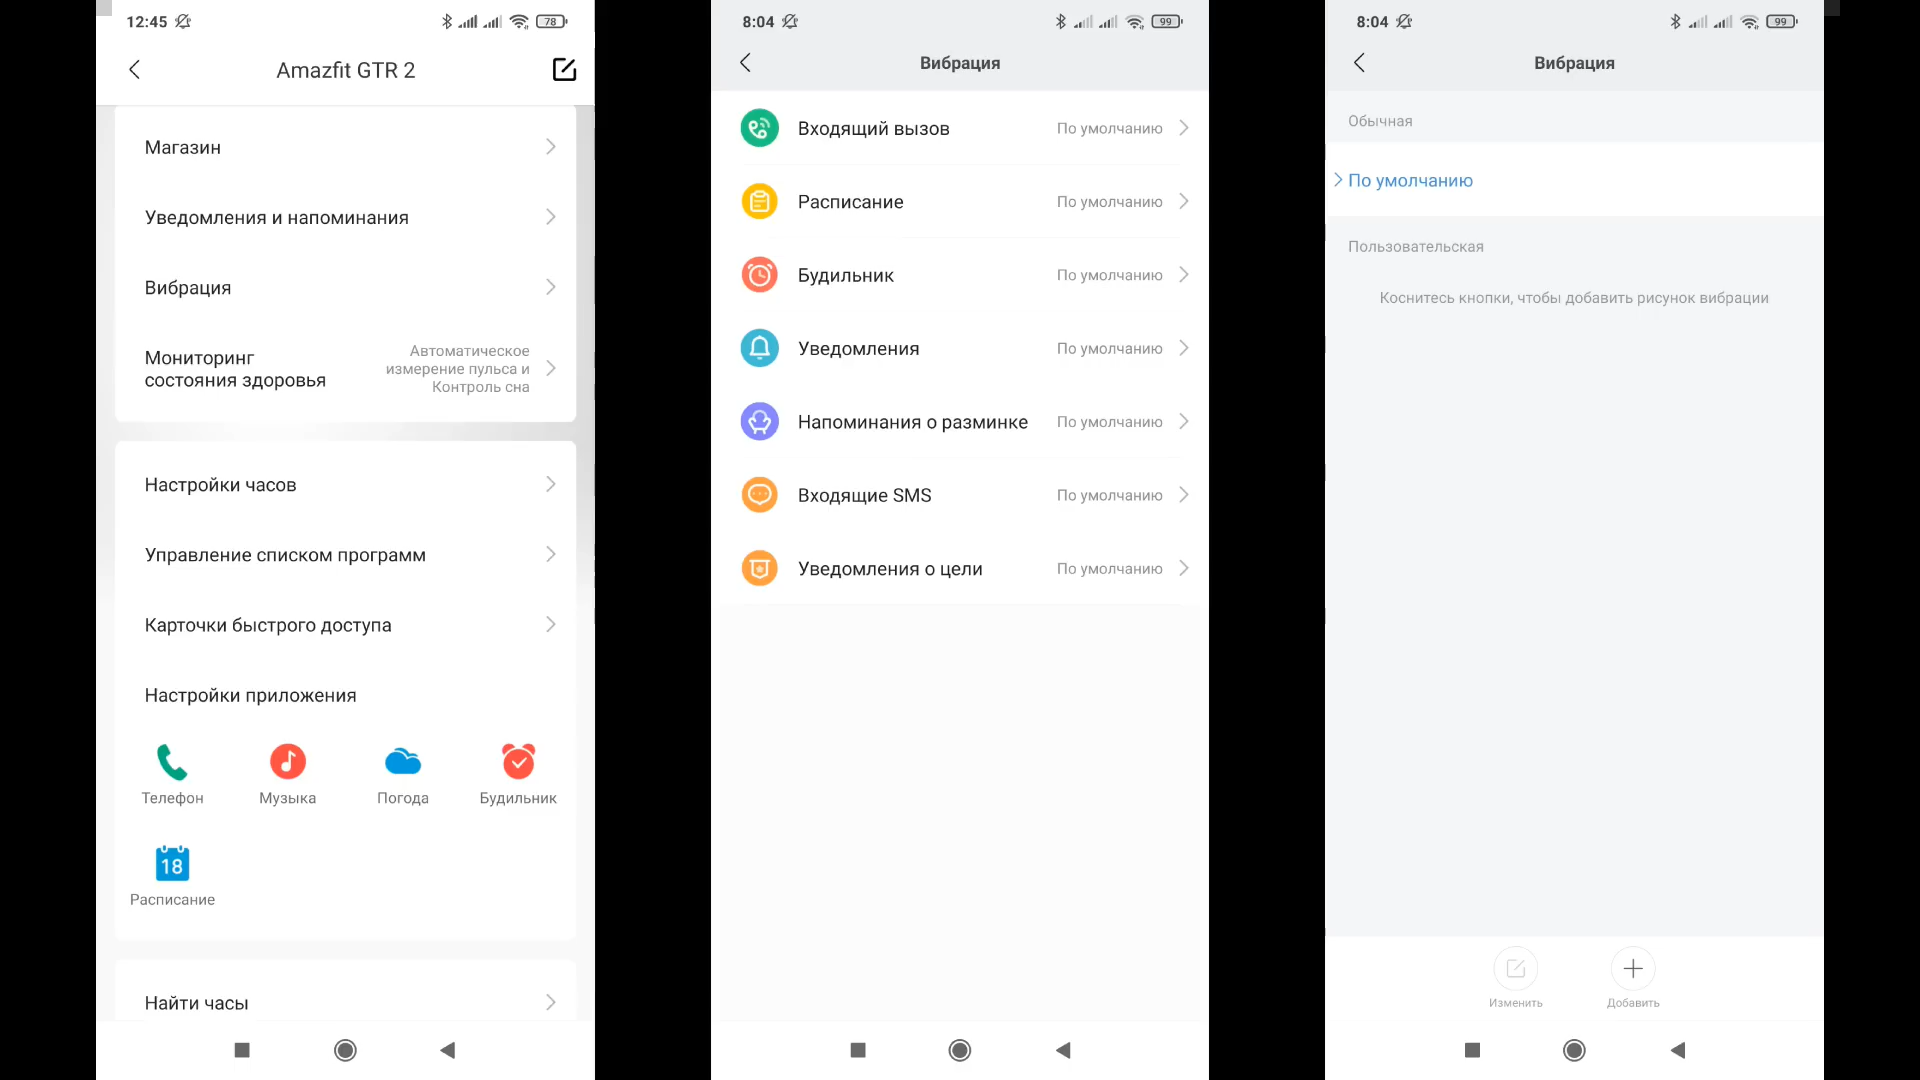 12:45
78
Amazfit GTR 2
Магазин
Уведомления и напоминания
Вибрация
Мониторинг
состояния здоровья
Автоматическое
измерение пульса и
Контроль сна
Настройки часов
Управление списком программ
Карточки быстрого доступа
Настройки приложения
Телефон
Музыка
Погода
Будильник
18
Расписание
Найти часы
8:04
99
Вибрация
Входящий вызов По умолчанию
Расписание По умолчанию
Будильник По умолчанию
Уведомления По умолчанию
Напоминания о разминке По умолчанию
Входящие SMS По умолчанию
Уведомления о цели По умолчанию
8:04
99
Вибрация
Обычная
По умолчанию
Пользовательская
Коснитесь кнопки, чтобы добавить рисунок вибрации
Изменить
Добавить